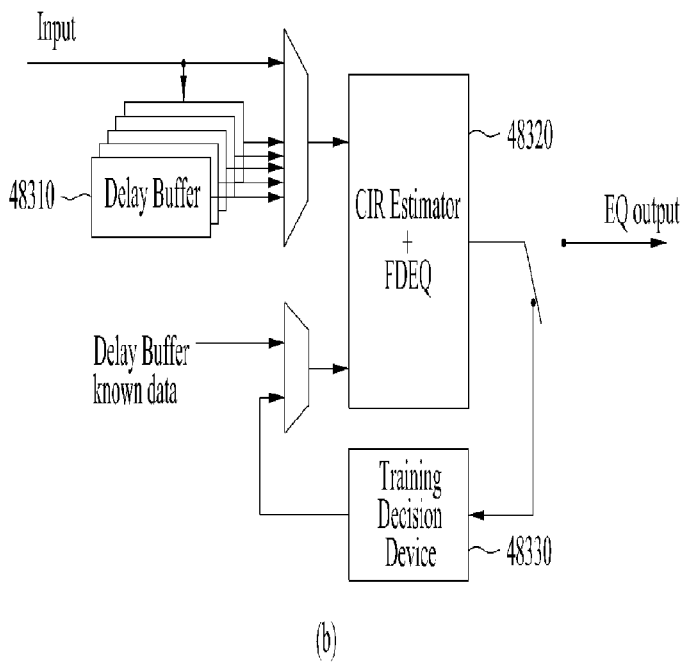 Input
48310
Delay Buffer
CIR Estimator
+
FDEQ
48320
EQ output
Delay Buffer
known data
Training
Decision
Device
48330
(b)